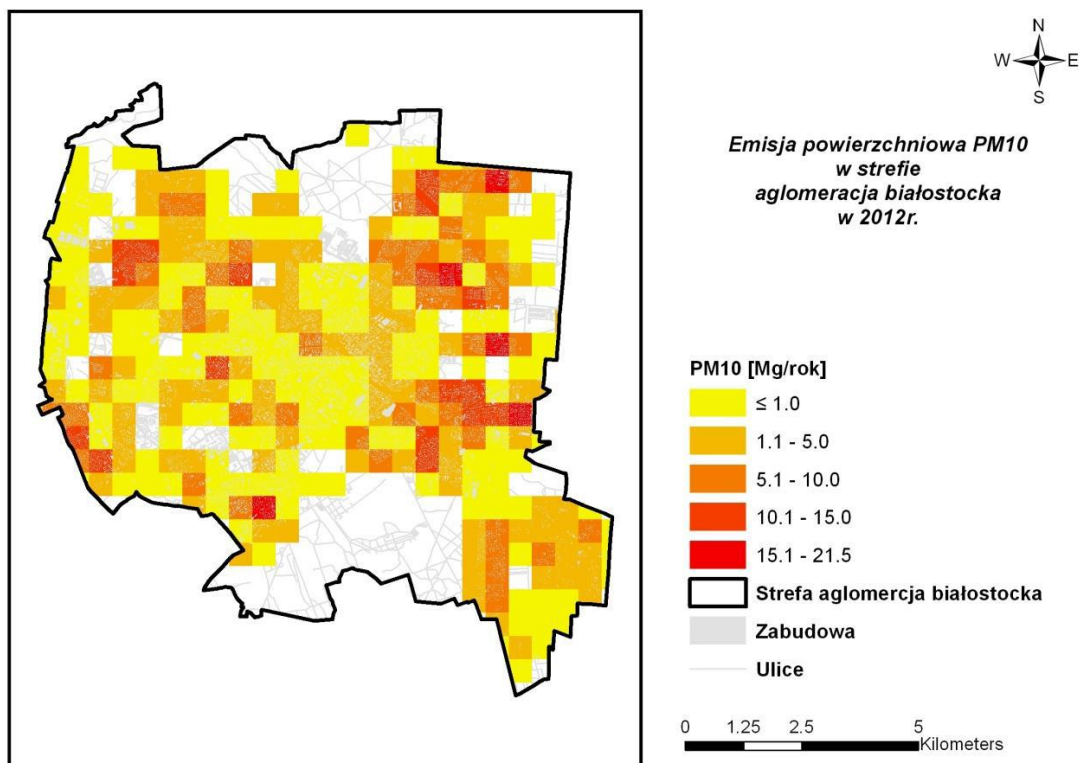 N
W E
S
Emisja powierzchniowa PM10
w strefie
aglomeracja białostocka
w 2012r.
PM10 [Mg/rok]
≤ 1.0
1.1 - 5.0
5.1 - 10.0
10.1 - 15.0
15.1 - 21.5
Strefa aglomercja białostocka
Zabudowa
Ulice
0 1.25 2.5 5
Kilometers